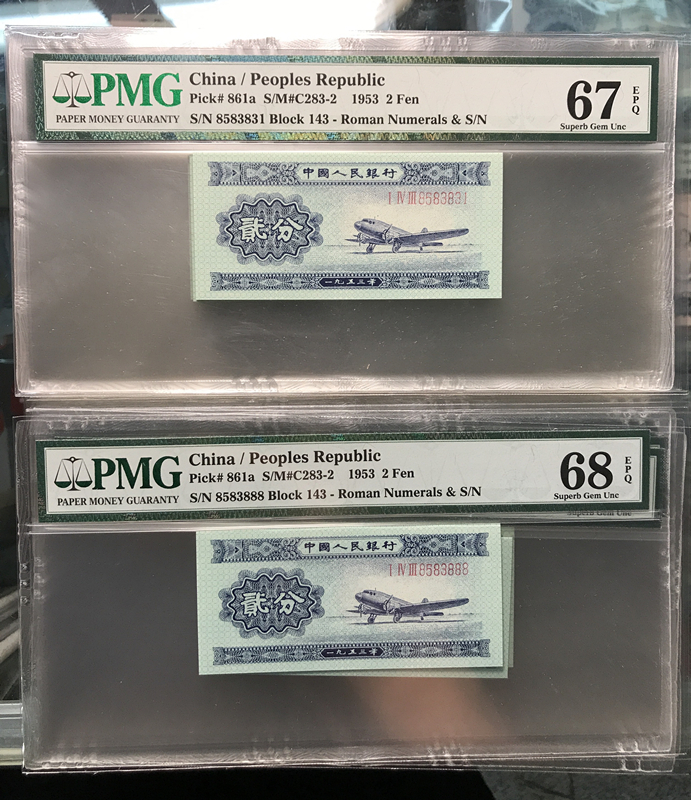 PMG
PAPER MONEY GUARANTY
China / Peoples Republic
Pick# 861a S/M#C283-2 1953 2 Fen
S/N 8583831 Block 143 - Roman Numerals & S/N
67
EPQ
Superb Gem Unc
中國人民銀行
I IV III 8583831
貳分
一九五三年
PMG
PAPER MONEY GUARANTY
China / Peoples Republic
Pick# 861a S/M#C283-2 1953 2 Fen
S/N 8583888 Block 143 - Roman Numerals & S/N
68
EPQ
Superb Gem Unc
中國人民銀行
I IV III 8583888
貳分
一九五三年